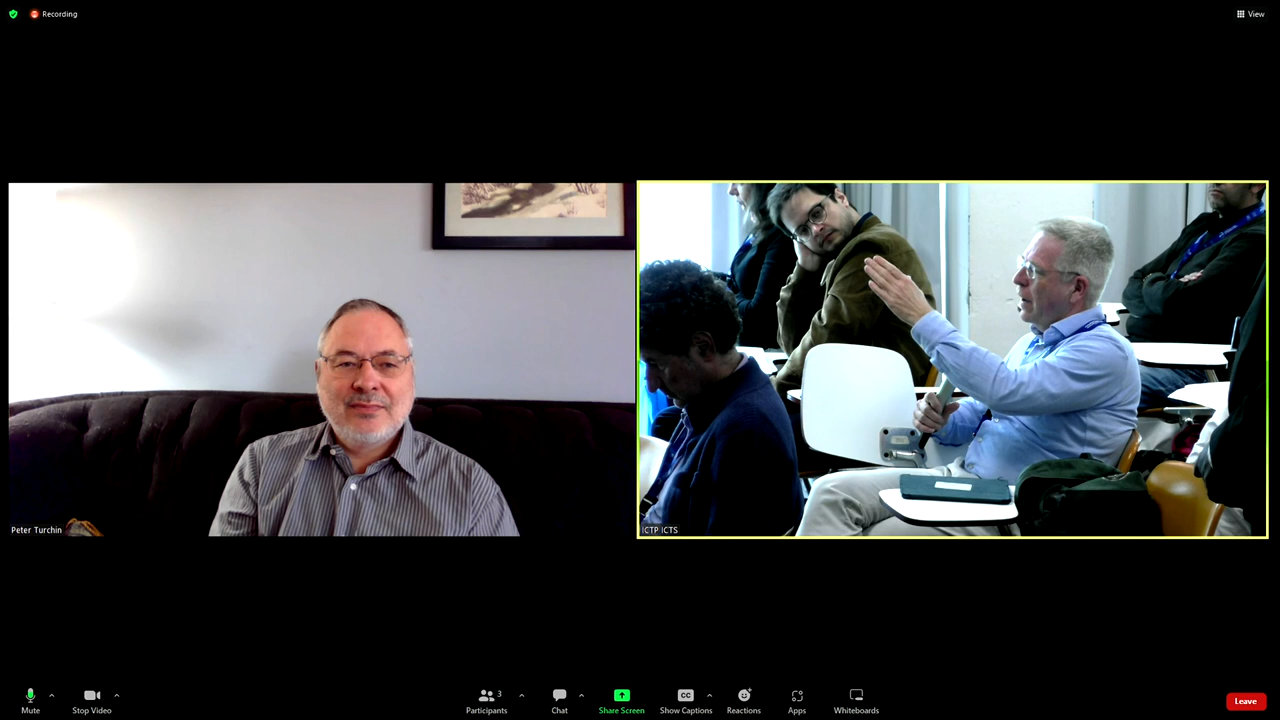 Recording
View
Peter Turchin
ICTP ICTS
Mute
Stop Video
Participants
3
Chat
Share Screen
CC
Show Captions
Reactions
Apps
Whiteboards
Leave